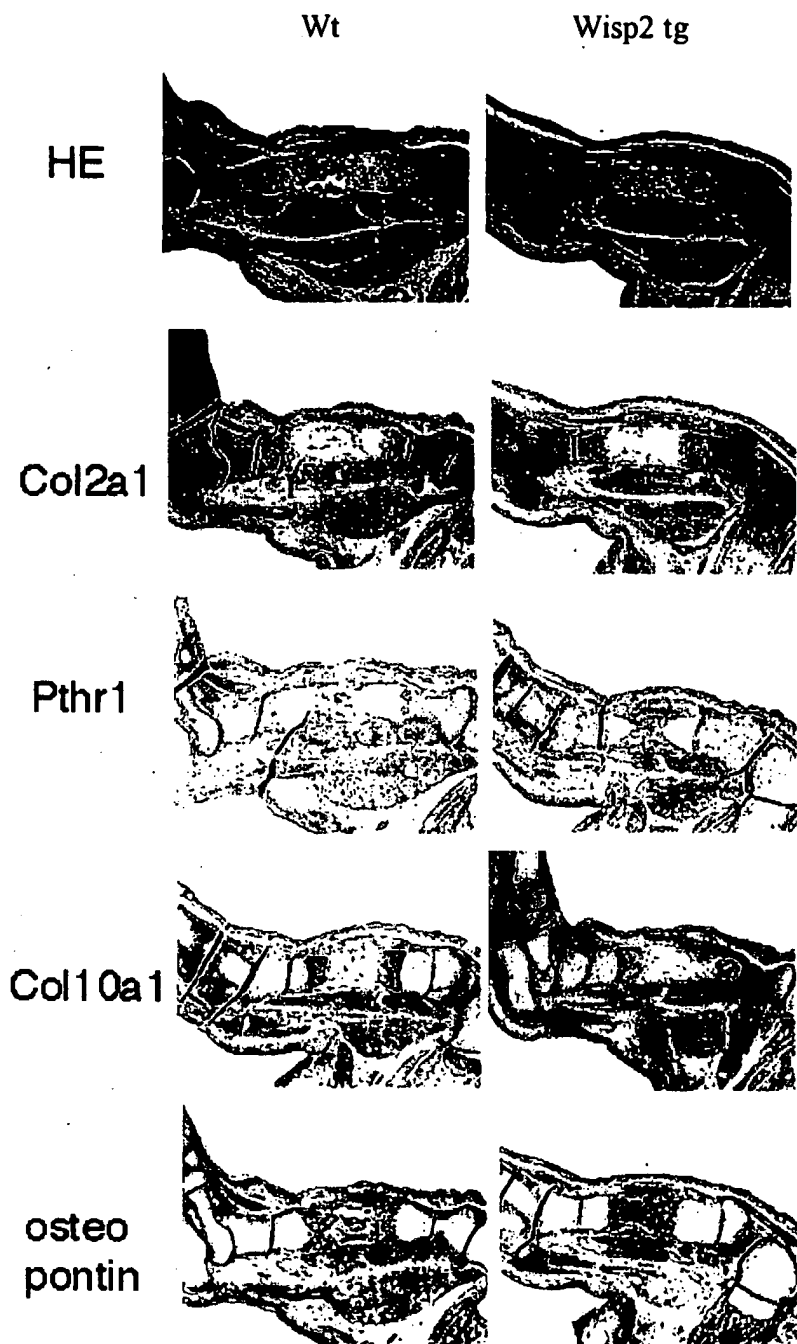 Wt Wisp2 tg
HE
Col2a1
Pthr1
Col10a1
osteo
pontin